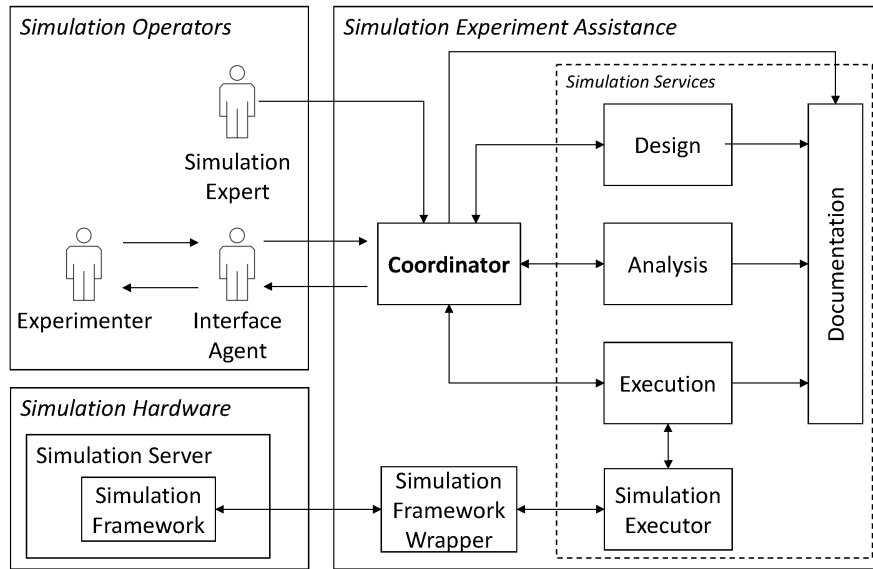 Simulation Operators
Simulation
Expert
Experimenter
Interface
Agent
Simulation Hardware
Simulation Server
Simulation
Framework
Simulation Experiment Assistance
Simulation Services
Coordinator
Design
Analysis
Execution
Documentation
Simulation
Framework
Wrapper
Simulation
Executor